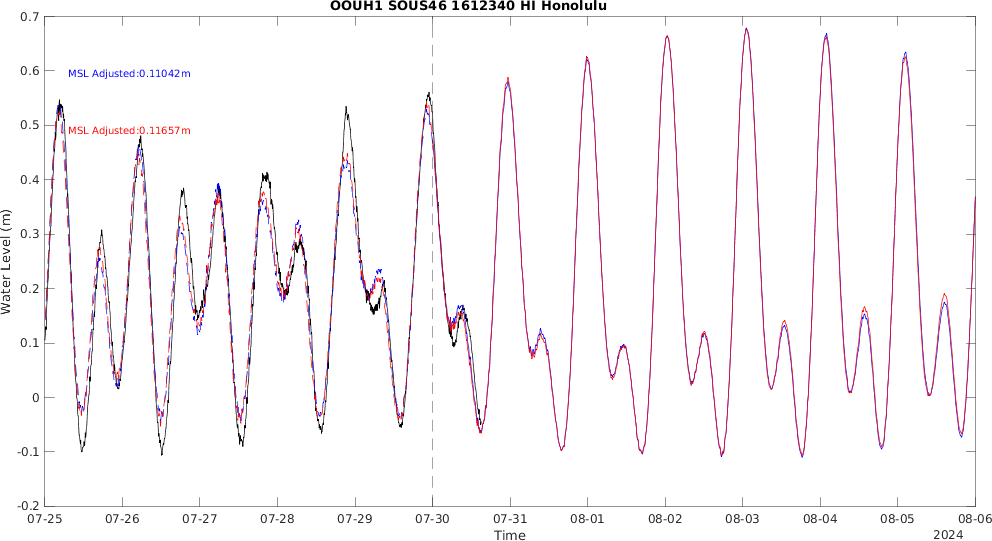 OOUH1 SOUS46 1612340 HI Honolulu
0.7
0.6
0.5
0.4
0.3
0.2
0.1
0
-0.1
-0.2
Water Level (m)
MSL Adjusted:0.11042m
MSL Adjusted:0.11657m
07-25 07-26 07-27 07-28 07-29 07-30 07-31 08-01 08-02 08-03 08-04 08-05 08-06
Time
2024